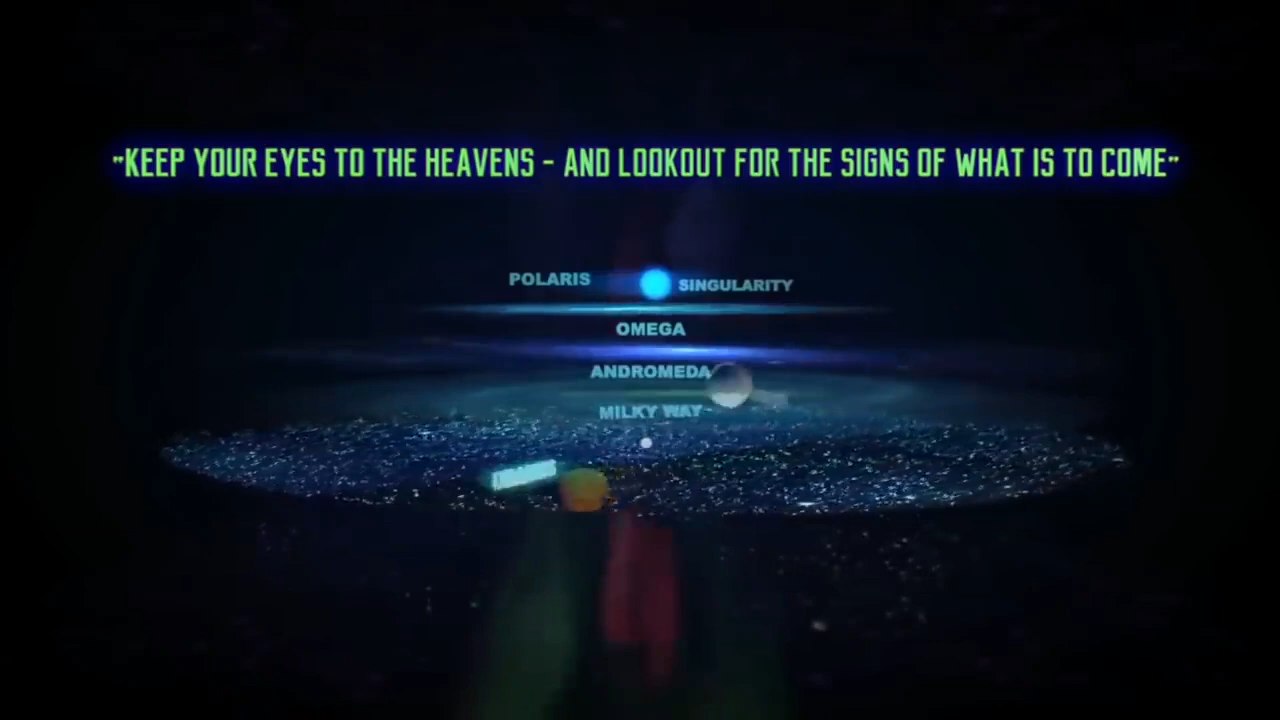 "KEEP YOUR EYES TO THE HEAVENS - AND LOOKOUT FOR THE SIGNS OF WHAT IS TO COME"
POLARIS
SINGULARITY
OMEGA
ANDROMEDA
MILKY WAY